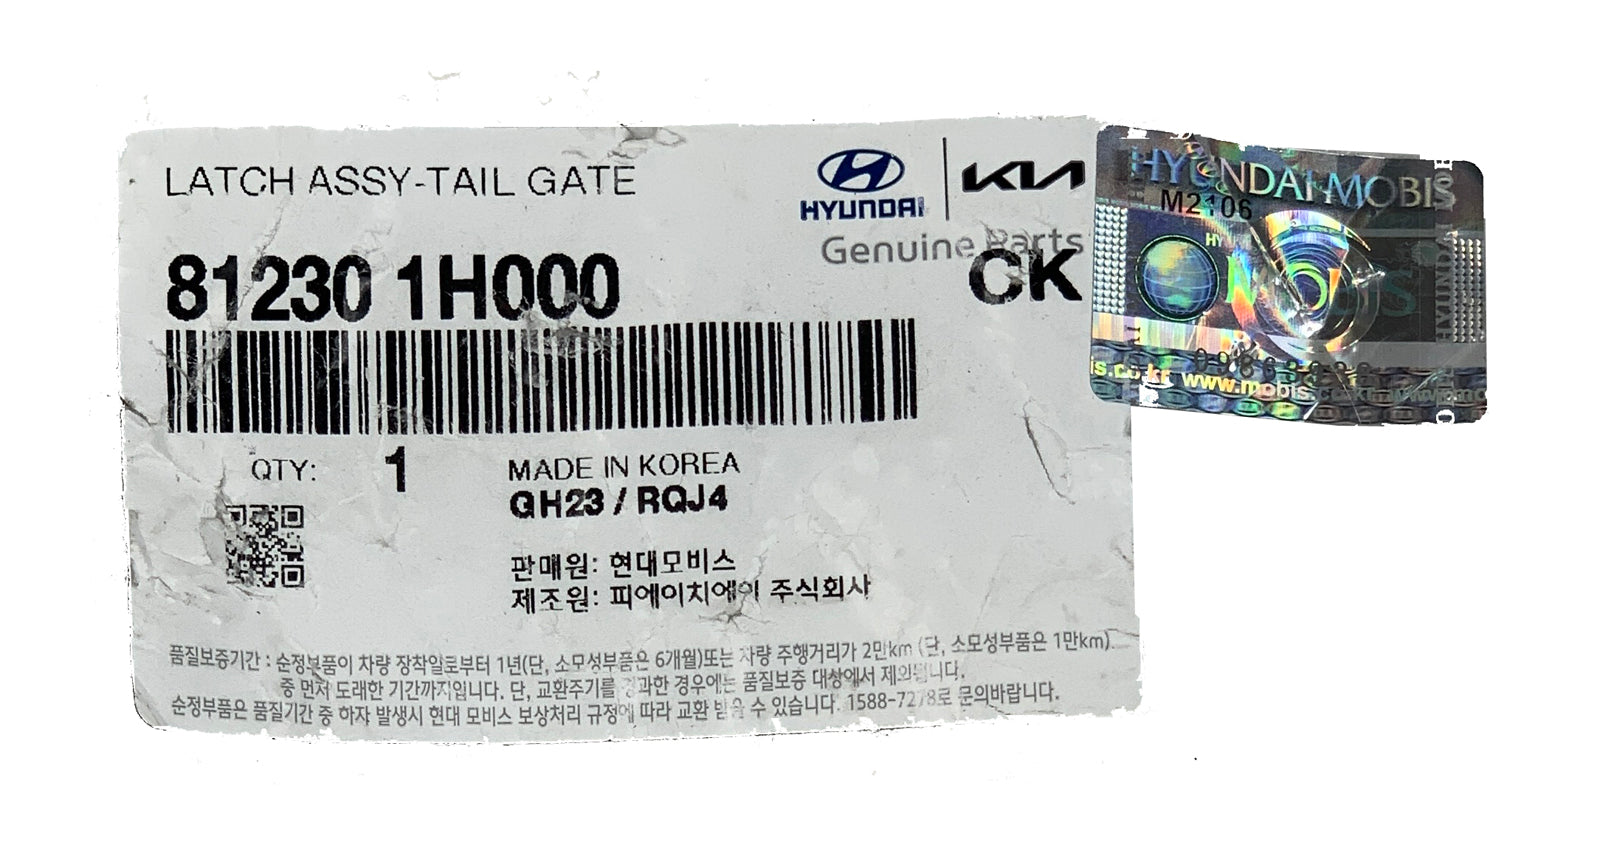 LATCH ASSY-TAIL GATE
HYUNDAI
KIA
Genuine Parts
81230 1H000
CK
QTY: 1
MADE IN KOREA
GH23 / RQJ4
판매원: 현대모비스
제조원: 피에이치에이 주식회사
품질보증기간 : 순정부품이 차량 장착일로부터 1년(단, 소모성부품은 6개월)또는 차량 주행거리가 2만km (단, 소모성부품은 1만km)
중 먼저 도래한 기간까지입니다. 단, 교환주기를 경과한 경우에는 품질보증 대상에서 제외됩니다.
순정부품은 품질기간 중 하자 발생시 현대 모비스 보상처리 규정에 따라 교환 받을 수 있습니다. 1588-7278로 문의바랍니다.
HYUNDAI MOBIS
M2106
MOBIS
www.mobis.co.kr